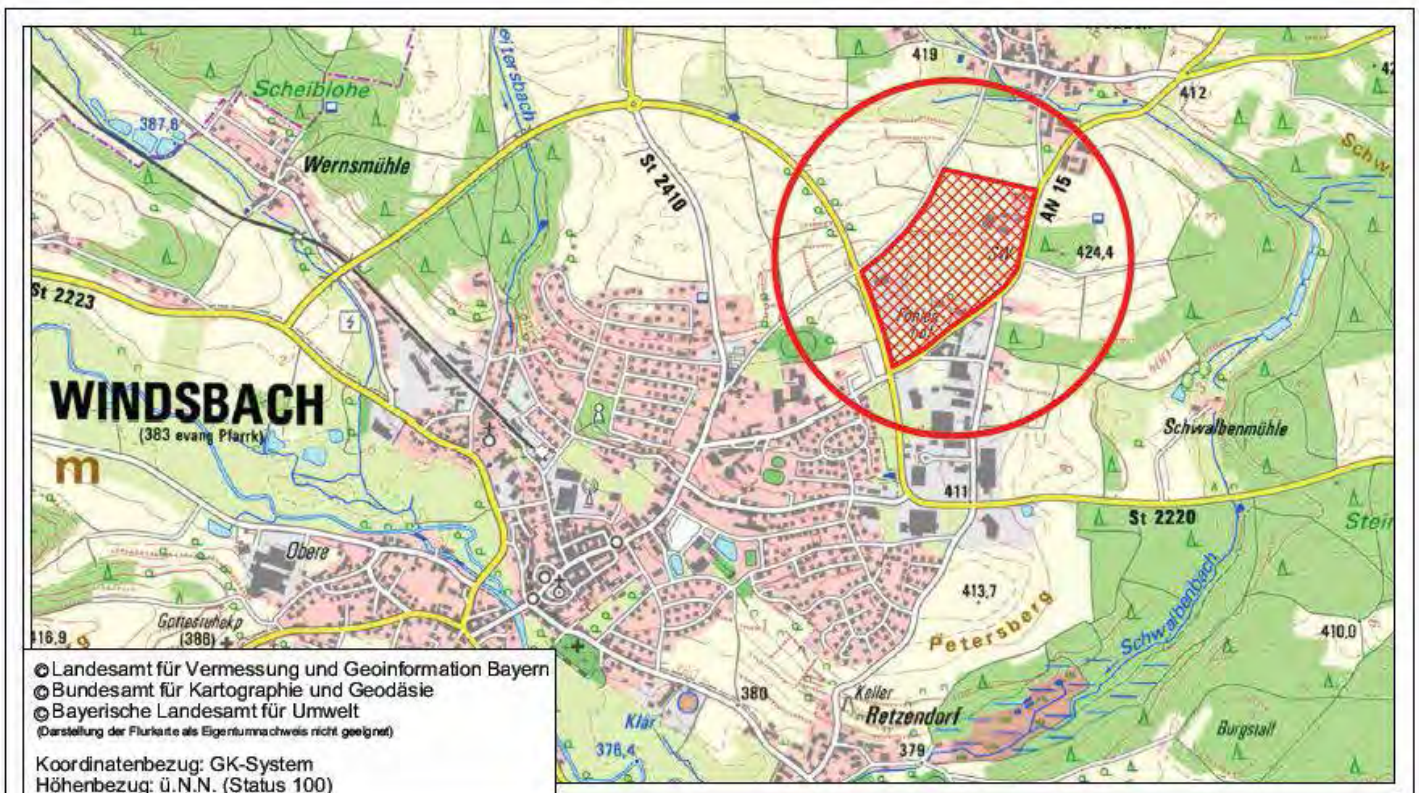 419
412
Scheiblohe
387,6
Wernsmühle
St 2410
AN 15
424,4
St 2223
WINDSBACH
(383 evang Pfarrk)
m
Schwalbenmühle
411
St 2220
Obere
413,7
Petersberg
Schwalbenbach
Gottesruhekp
(386)
416,9
410,0
380
Keller
Retzendorf
379
Klär
376,4
Burgstall
© Landesamt für Vermessung und Geoinformation Bayern
© Bundesamt für Kartographie und Geodäsie
© Bayerische Landesamt für Umwelt
(Darstellung der Flurkarte als Eigentumnachweis nicht geeignet)
Koordinatenbezug: GK-System
Höhenbezug: ü.N.N. (Status 100)